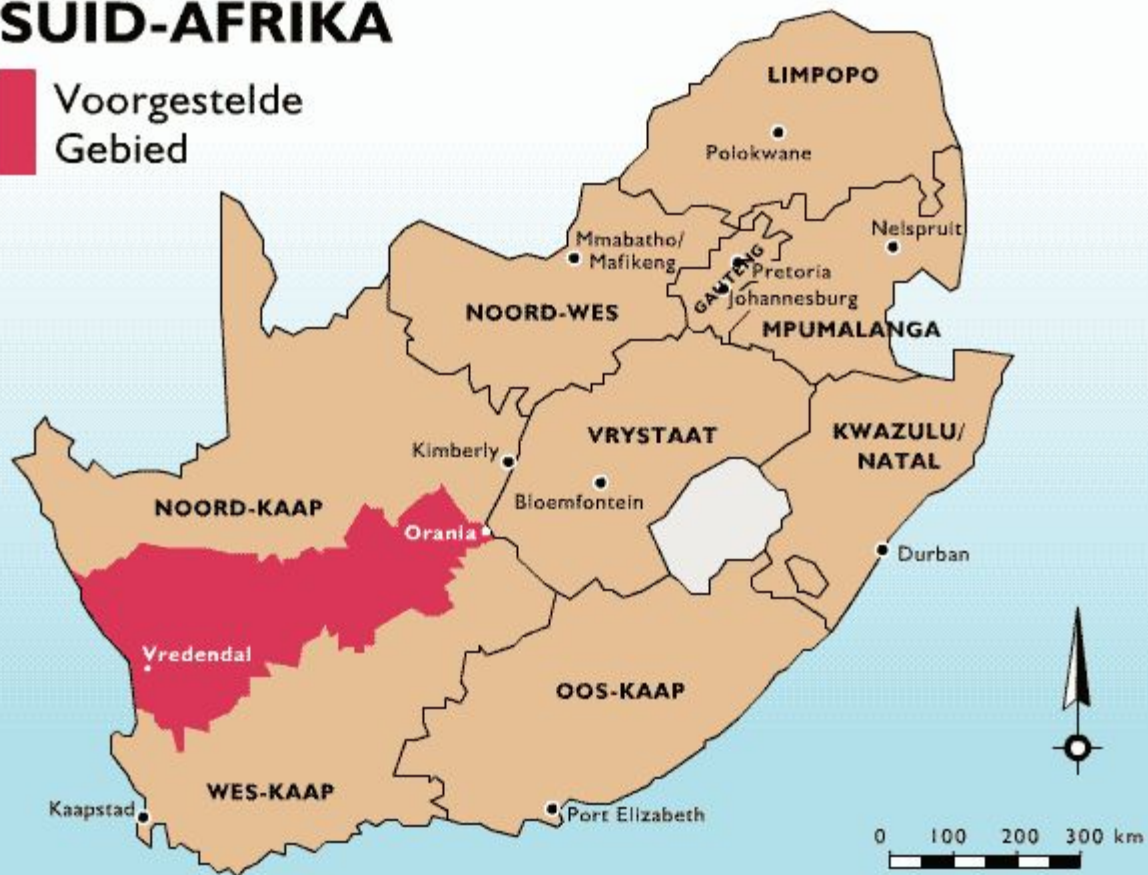 SUID-AFRIKA
Voorgestelde
Gebied
LIMPOPO
Polokwane
Nelspruit
Mmabatho/
Mafikeng
GAUTENG
Pretoria
Johannesburg
NOORD-WES
MPUMALANGA
VRYSTAAT
KWAZULU/
NATAL
Kimberly
Bloemfontein
NOORD-KAAP
Orania
Durban
Vredendal
OOS-KAAP
WES-KAAP
Kaapstad
Port Elizabeth
0 100 200 300 km